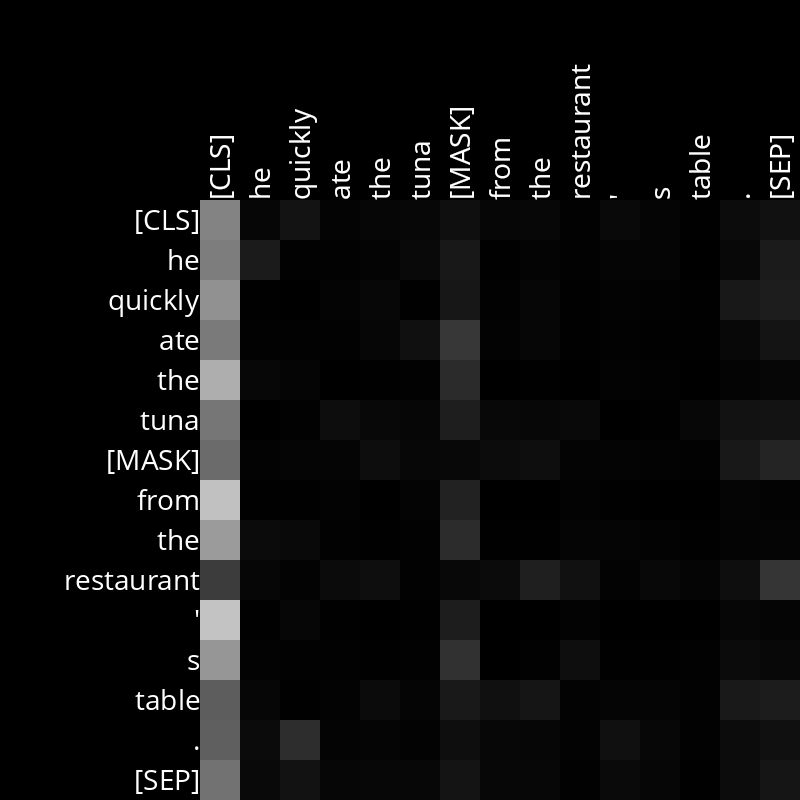 [CLS] he quickly ate the tuna [MASK] from the restaurant ' s table . [SEP]
[CLS]
he
quickly
ate
the
tuna
[MASK]
from
the
restaurant
'
s
table
.
[SEP]